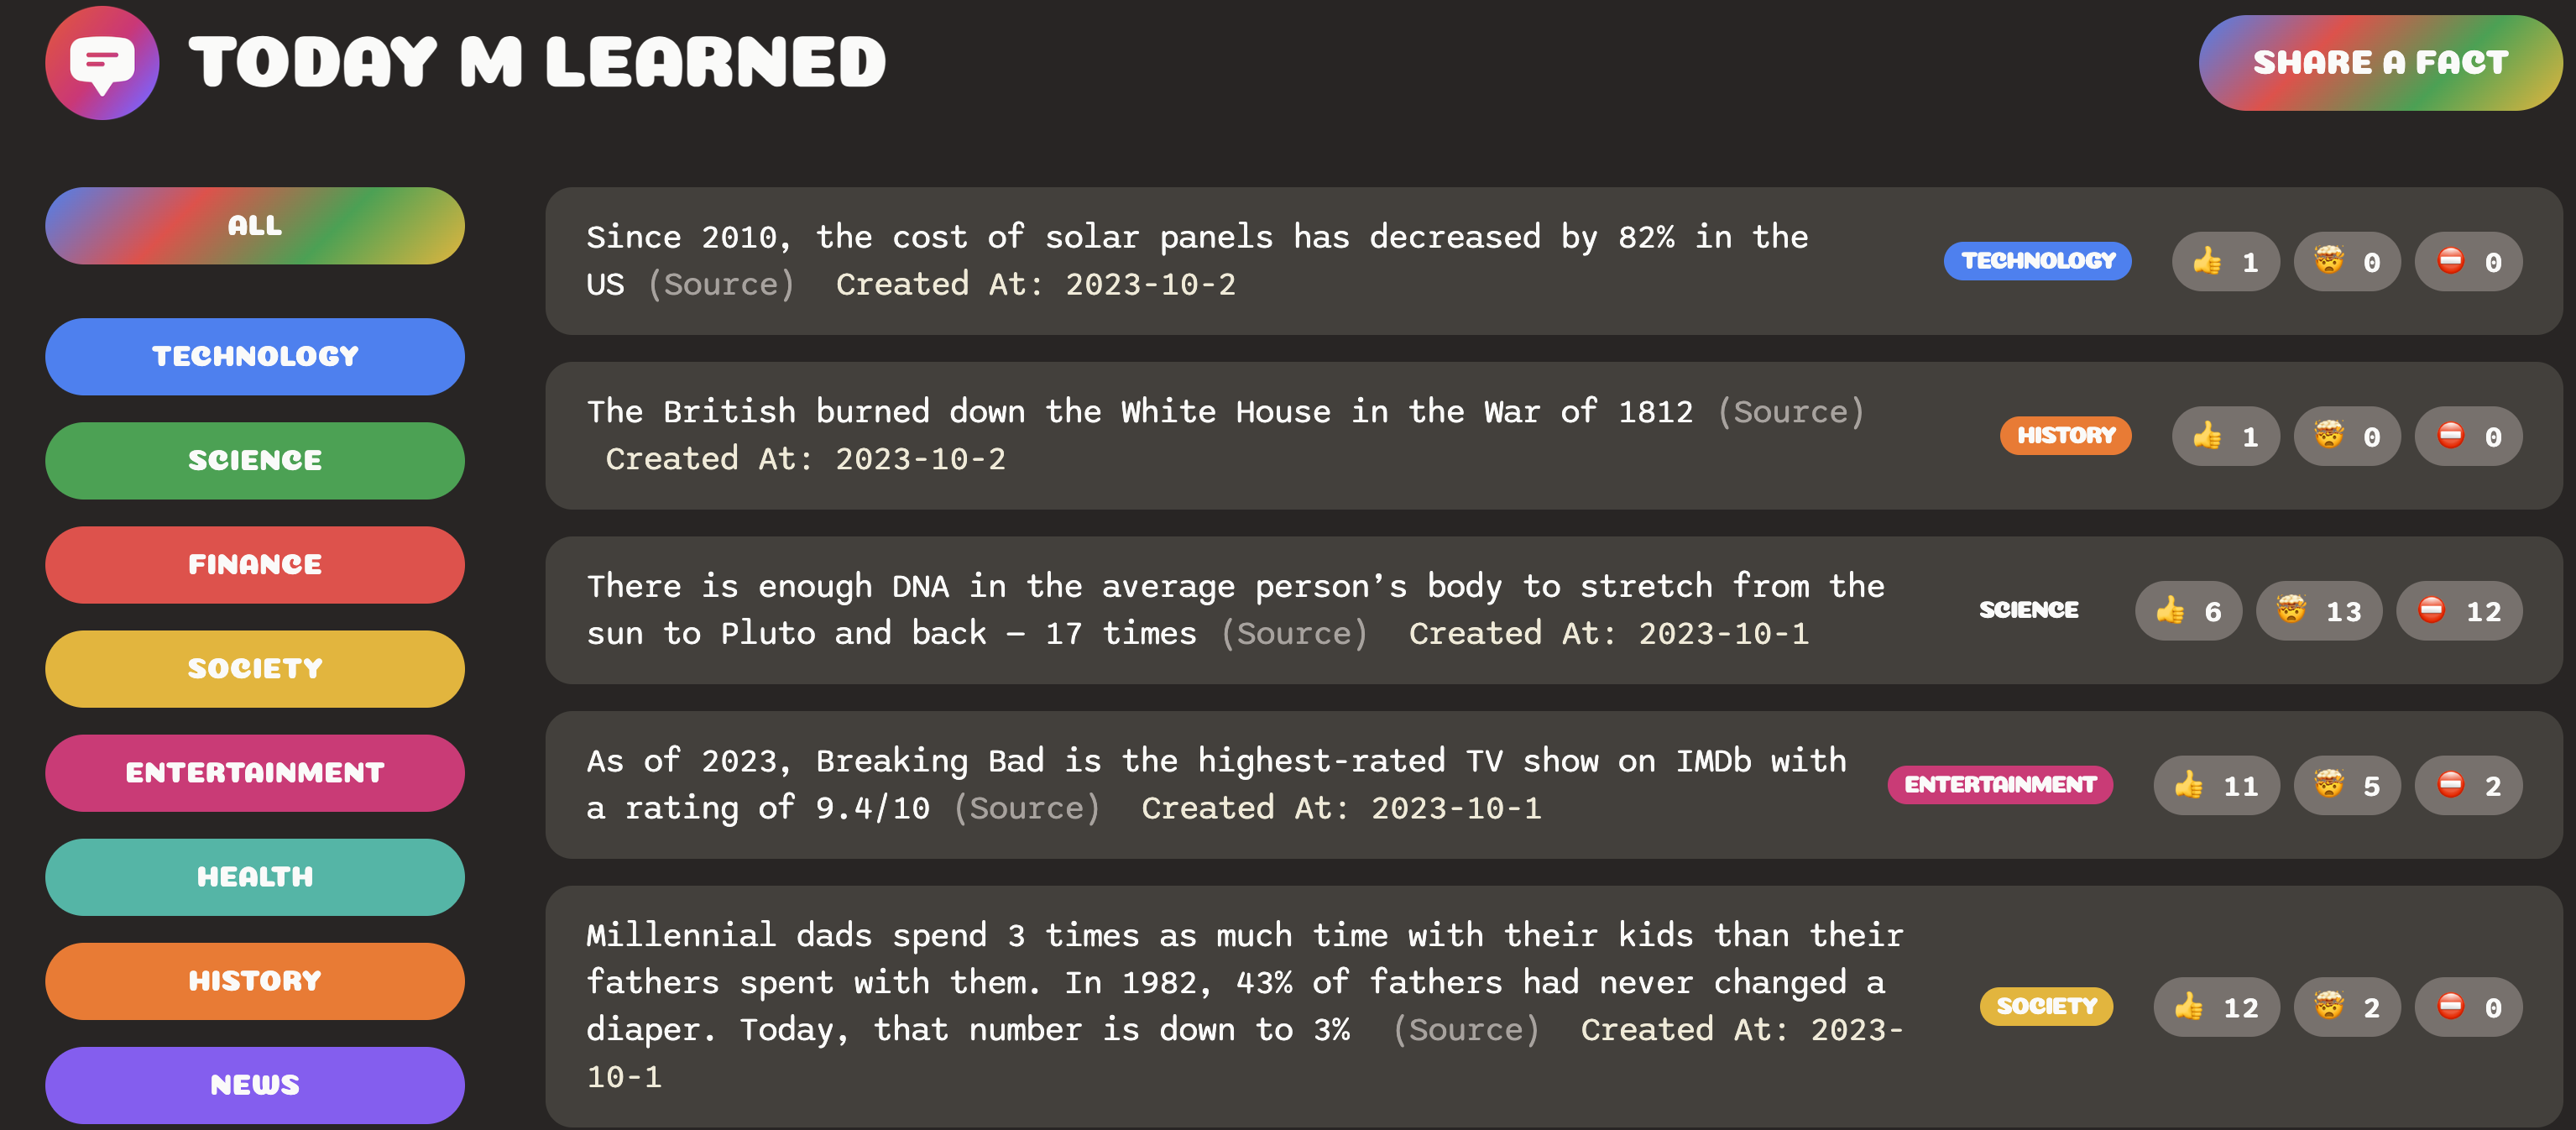 TODAY M LEARNED
SHARE A FACT
ALL
TECHNOLOGY
SCIENCE
FINANCE
SOCIETY
ENTERTAINMENT
HEALTH
HISTORY
NEWS
Since 2010, the cost of solar panels has decreased by 82% in the
US (Source) Created At: 2023-10-2
TECHNOLOGY
👍 1 🤯 0 ⛔ 0
The British burned down the White House in the War of 1812 (Source)
Created At: 2023-10-2
HISTORY
👍 1 🤯 0 ⛔ 0
There is enough DNA in the average person’s body to stretch from the
sun to Pluto and back — 17 times (Source) Created At: 2023-10-1
SCIENCE
👍 6 🤯 13 ⛔ 12
As of 2023, Breaking Bad is the highest-rated TV show on IMDb with
a rating of 9.4/10 (Source) Created At: 2023-10-1
ENTERTAINMENT
👍 11 🤯 5 ⛔ 2
Millennial dads spend 3 times as much time with their kids than their
fathers spent with them. In 1982, 43% of fathers had never changed a
diaper. Today, that number is down to 3% (Source) Created At: 2023-
10-1
SOCIETY
👍 12 🤯 2 ⛔ 0